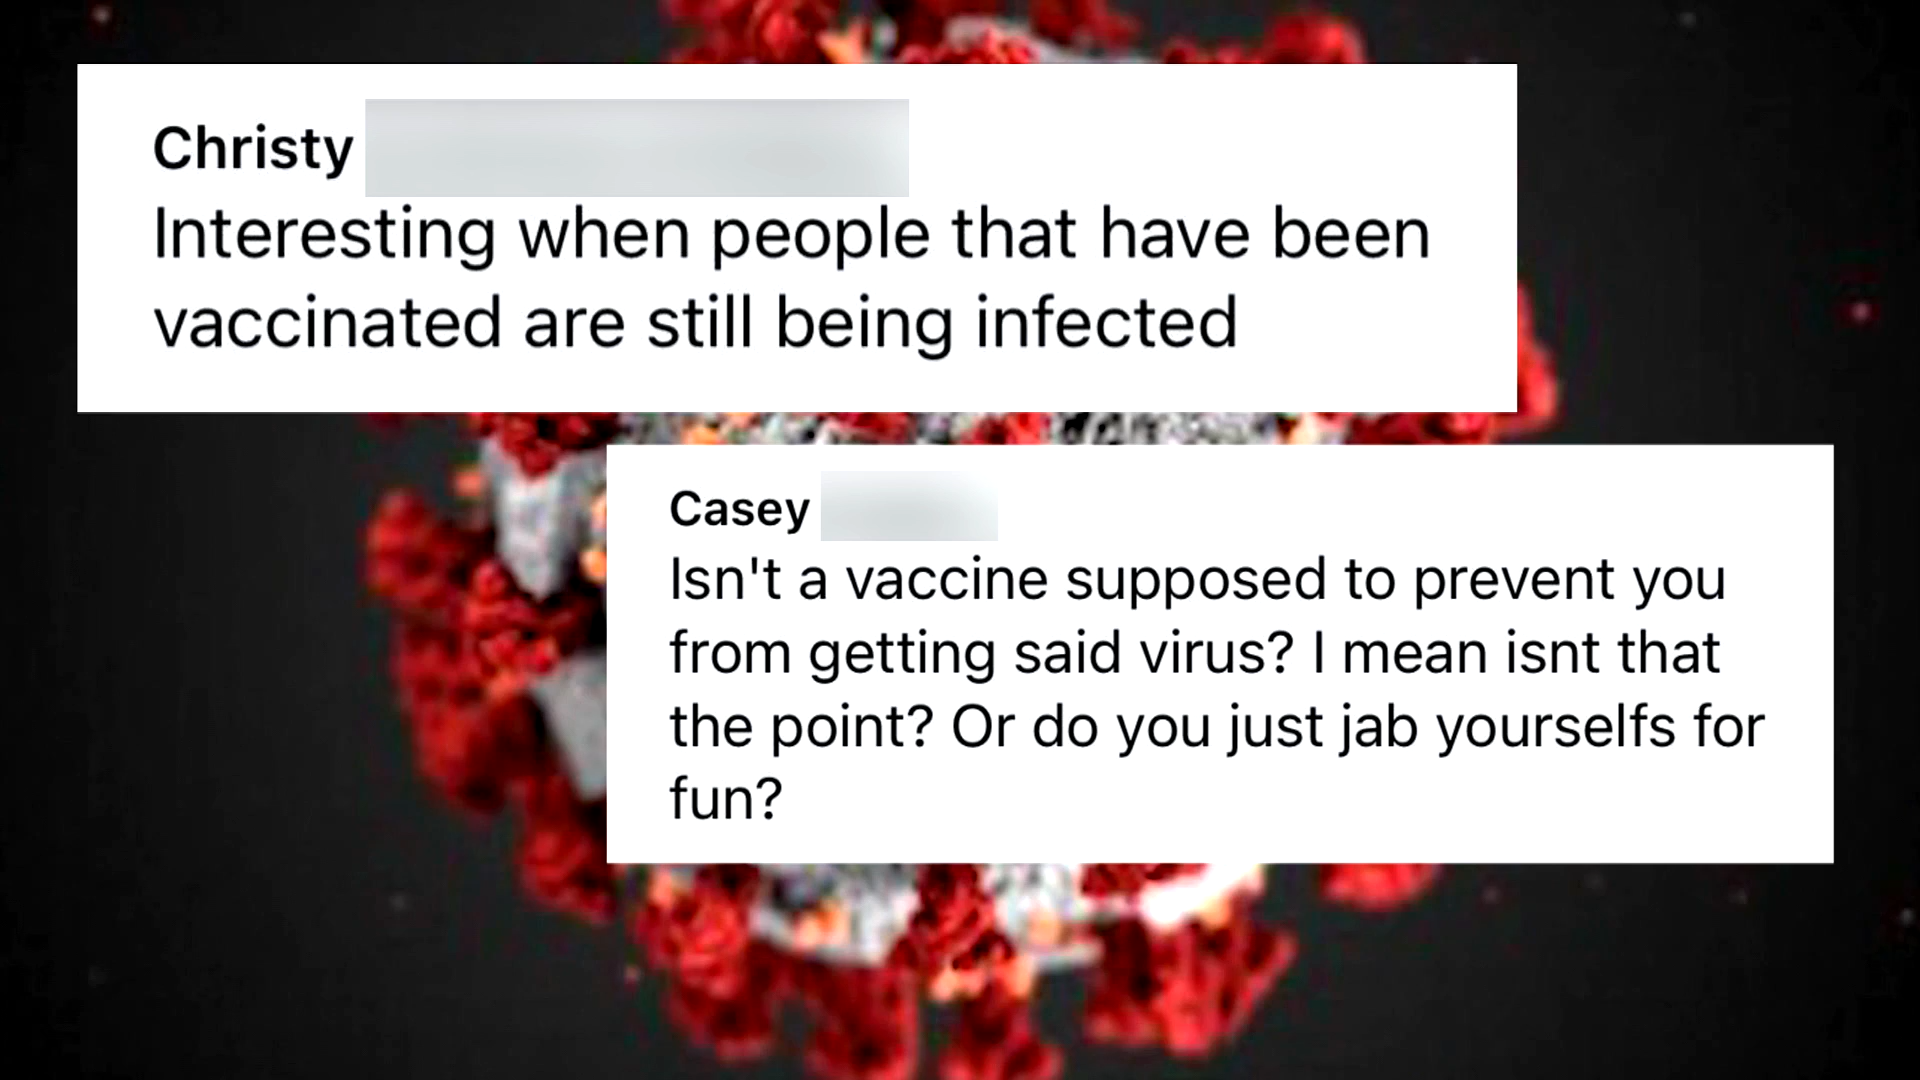 Christy
Interesting when people that have been
vaccinated are still being infected
Casey
Isn't a vaccine supposed to prevent you
from getting said virus? I mean isnt that
the point? Or do you just jab yourselfs for
fun?